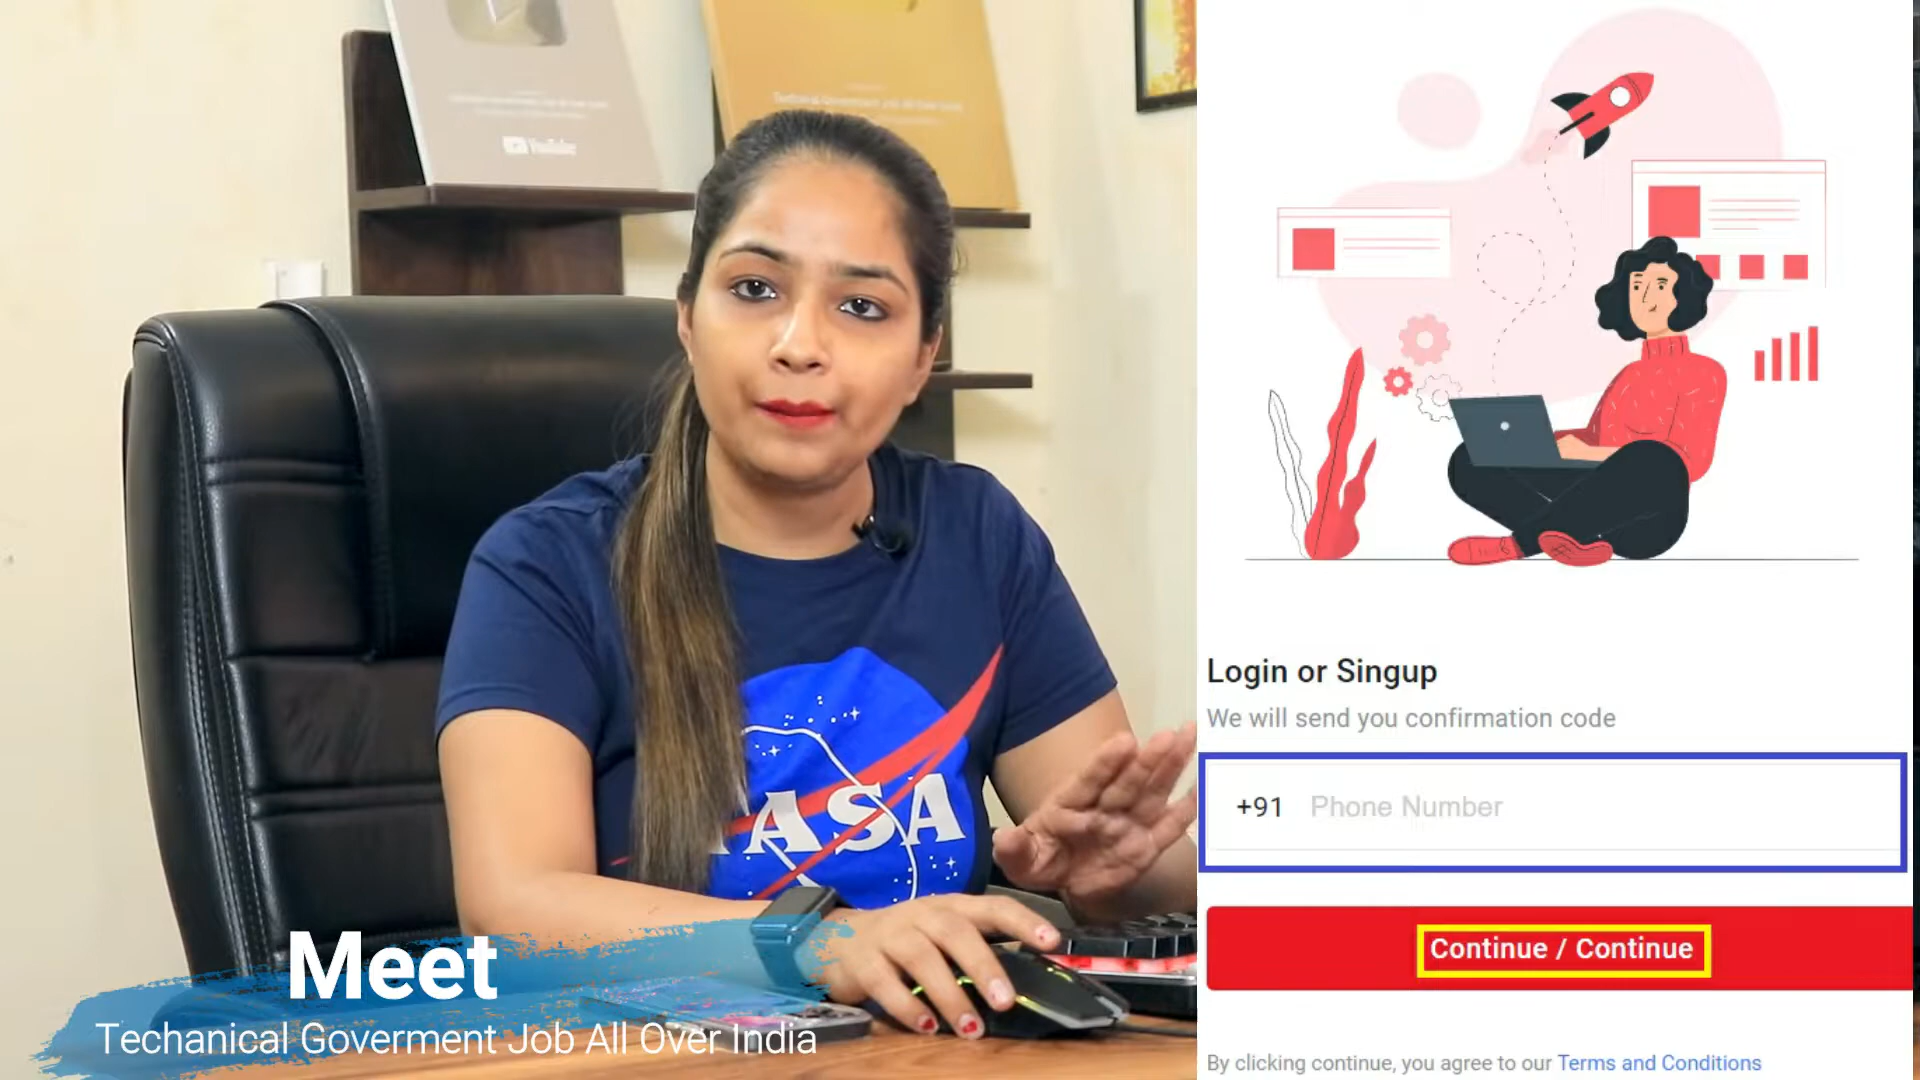 YouTube
NASA
Meet
Techanical Goverment Job All Over India
Login or Singup
We will send you confirmation code
+91 Phone Number
Continue / Continue
By clicking continue, you agree to our Terms and Conditions